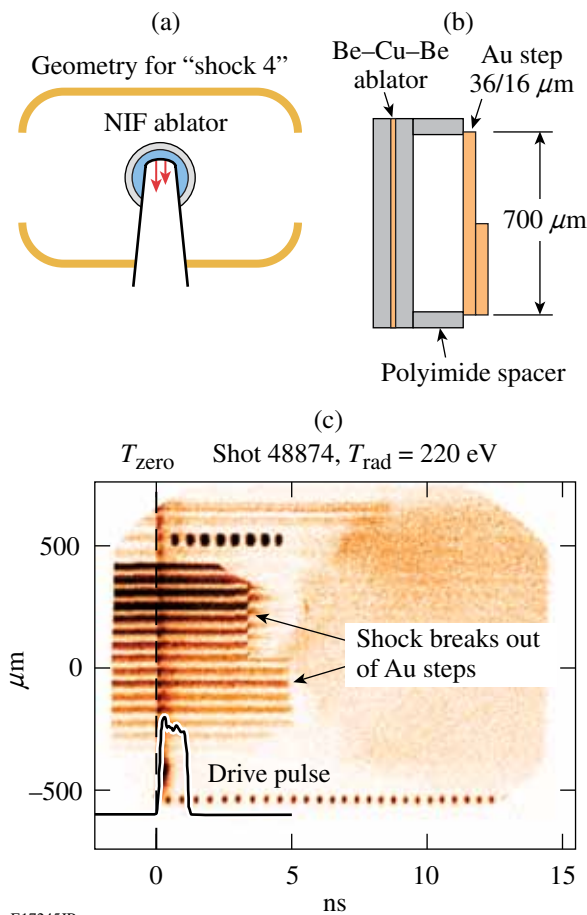 (a)
Geometry for “shock 4”
NIF ablator
(b)
Be–Cu–Be
ablator
Au step
36/16 μm
700 μm
Polyimide spacer
(c)
T_zero Shot 48874, T_rad = 220 eV
500
0
–500
μm
Shock breaks out
of Au steps
Drive pulse
0 5 10 15
ns